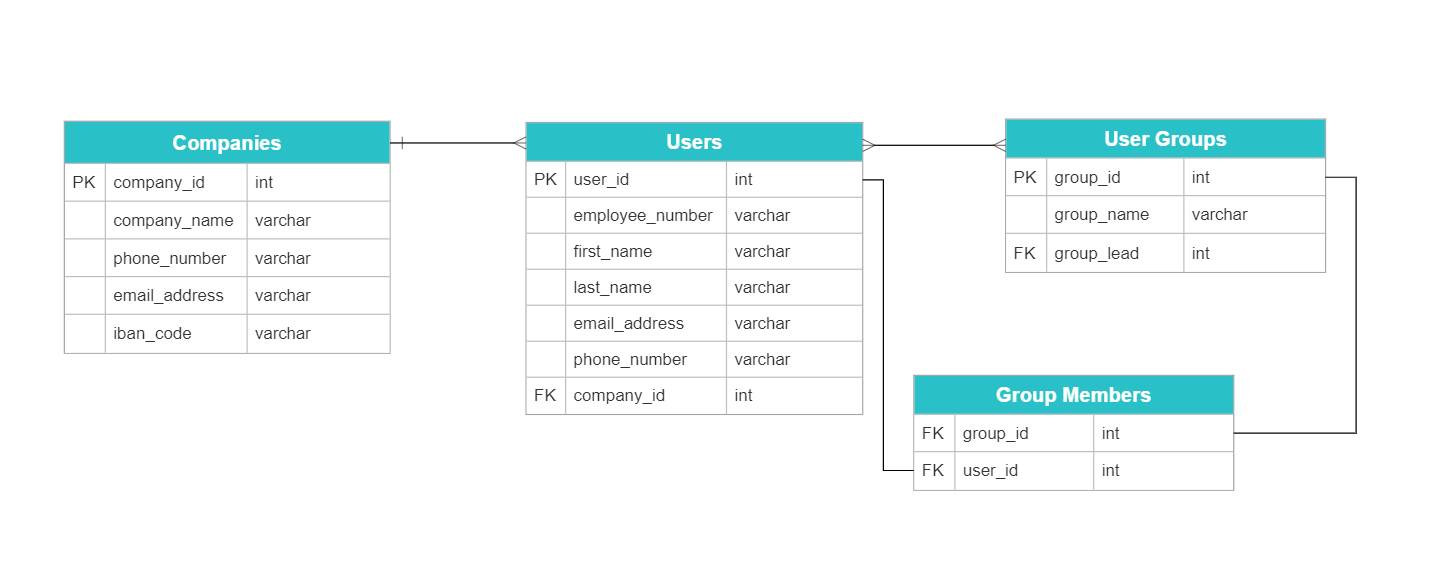 Companies
PK company_id int
company_name varchar
phone_number varchar
email_address varchar
iban_code varchar
Users
PK user_id int
employee_number varchar
first_name varchar
last_name varchar
email_address varchar
phone_number varchar
FK company_id int
User Groups
PK group_id int
group_name varchar
FK group_lead int
Group Members
FK group_id int
FK user_id int